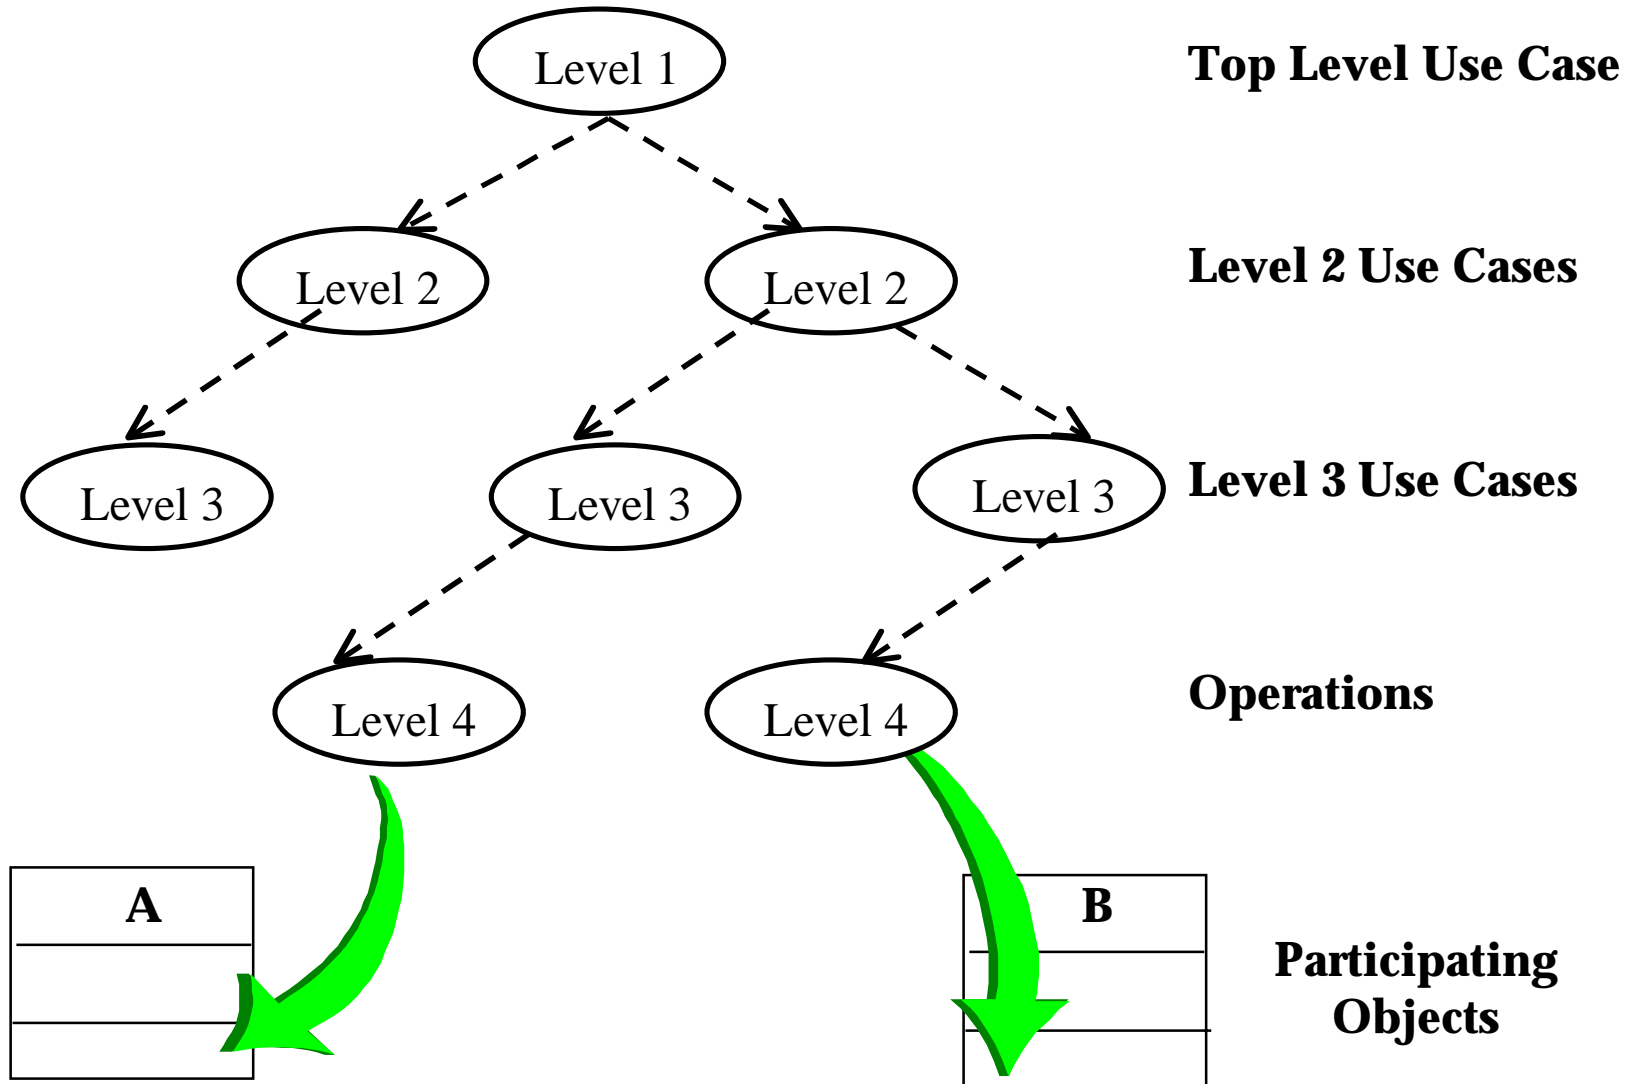 Level 1
Top Level Use Case
Level 2
Level 2
Level 2 Use Cases
Level 3
Level 3
Level 3
Level 3 Use Cases
Level 4
Level 4
Operations
A
B
Participating
Objects